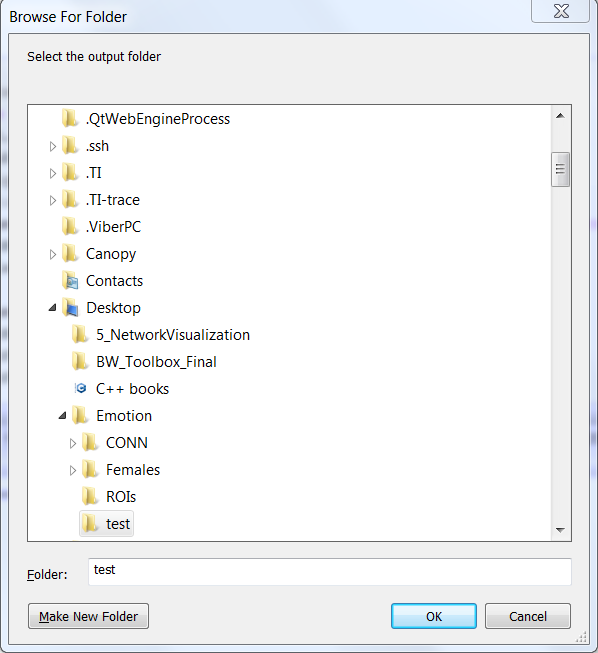 Browse For Folder
Select the output folder
.QtWebEngineProcess
.ssh
.TI
.TI-trace
.ViberPC
Canopy
Contacts
Desktop
5_NetworkVisualization
BW_Toolbox_Final
C++ books
Emotion
CONN
Females
ROIs
test
Folder: test
Make New Folder OK Cancel